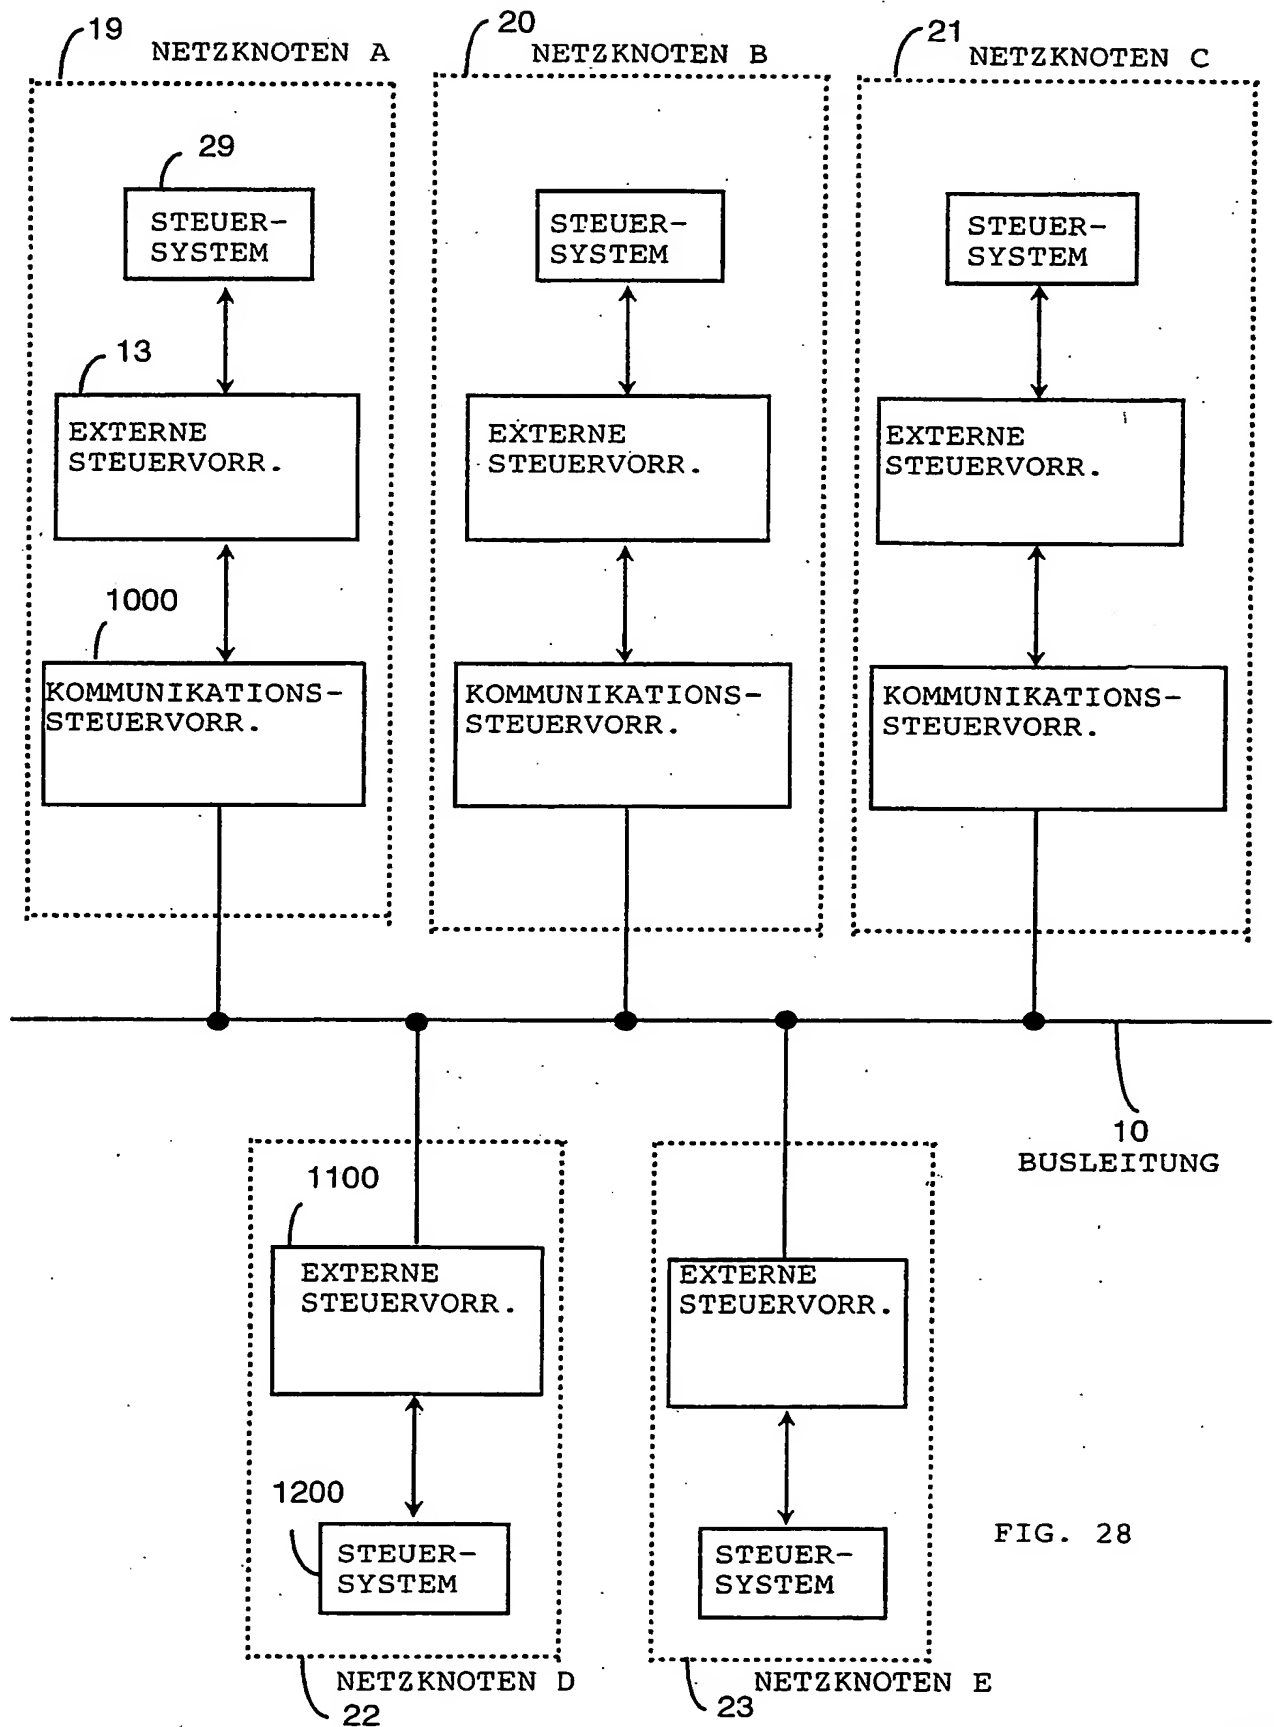 19
NETZKNOTEN A
20
NETZKNOTEN B
21
NETZKNOTEN C
29
STEUER-
SYSTEM
STEUER-
SYSTEM
STEUER-
SYSTEM
13
EXTERNE
STEUERVORR.
EXTERNE
STEUERVORR.
EXTERNE
STEUERVORR.
1000
KOMMUNIKATIONS-
STEUERVORR.
KOMMUNIKATIONS-
STEUERVORR.
KOMMUNIKATIONS-
STEUERVORR.
10
BUSLEITUNG
1100
EXTERNE
STEUERVORR.
EXTERNE
STEUERVORR.
1200
STEUER-
SYSTEM
STEUER-
SYSTEM
FIG. 28
NETZKNOTEN D
22
NETZKNOTEN E
23